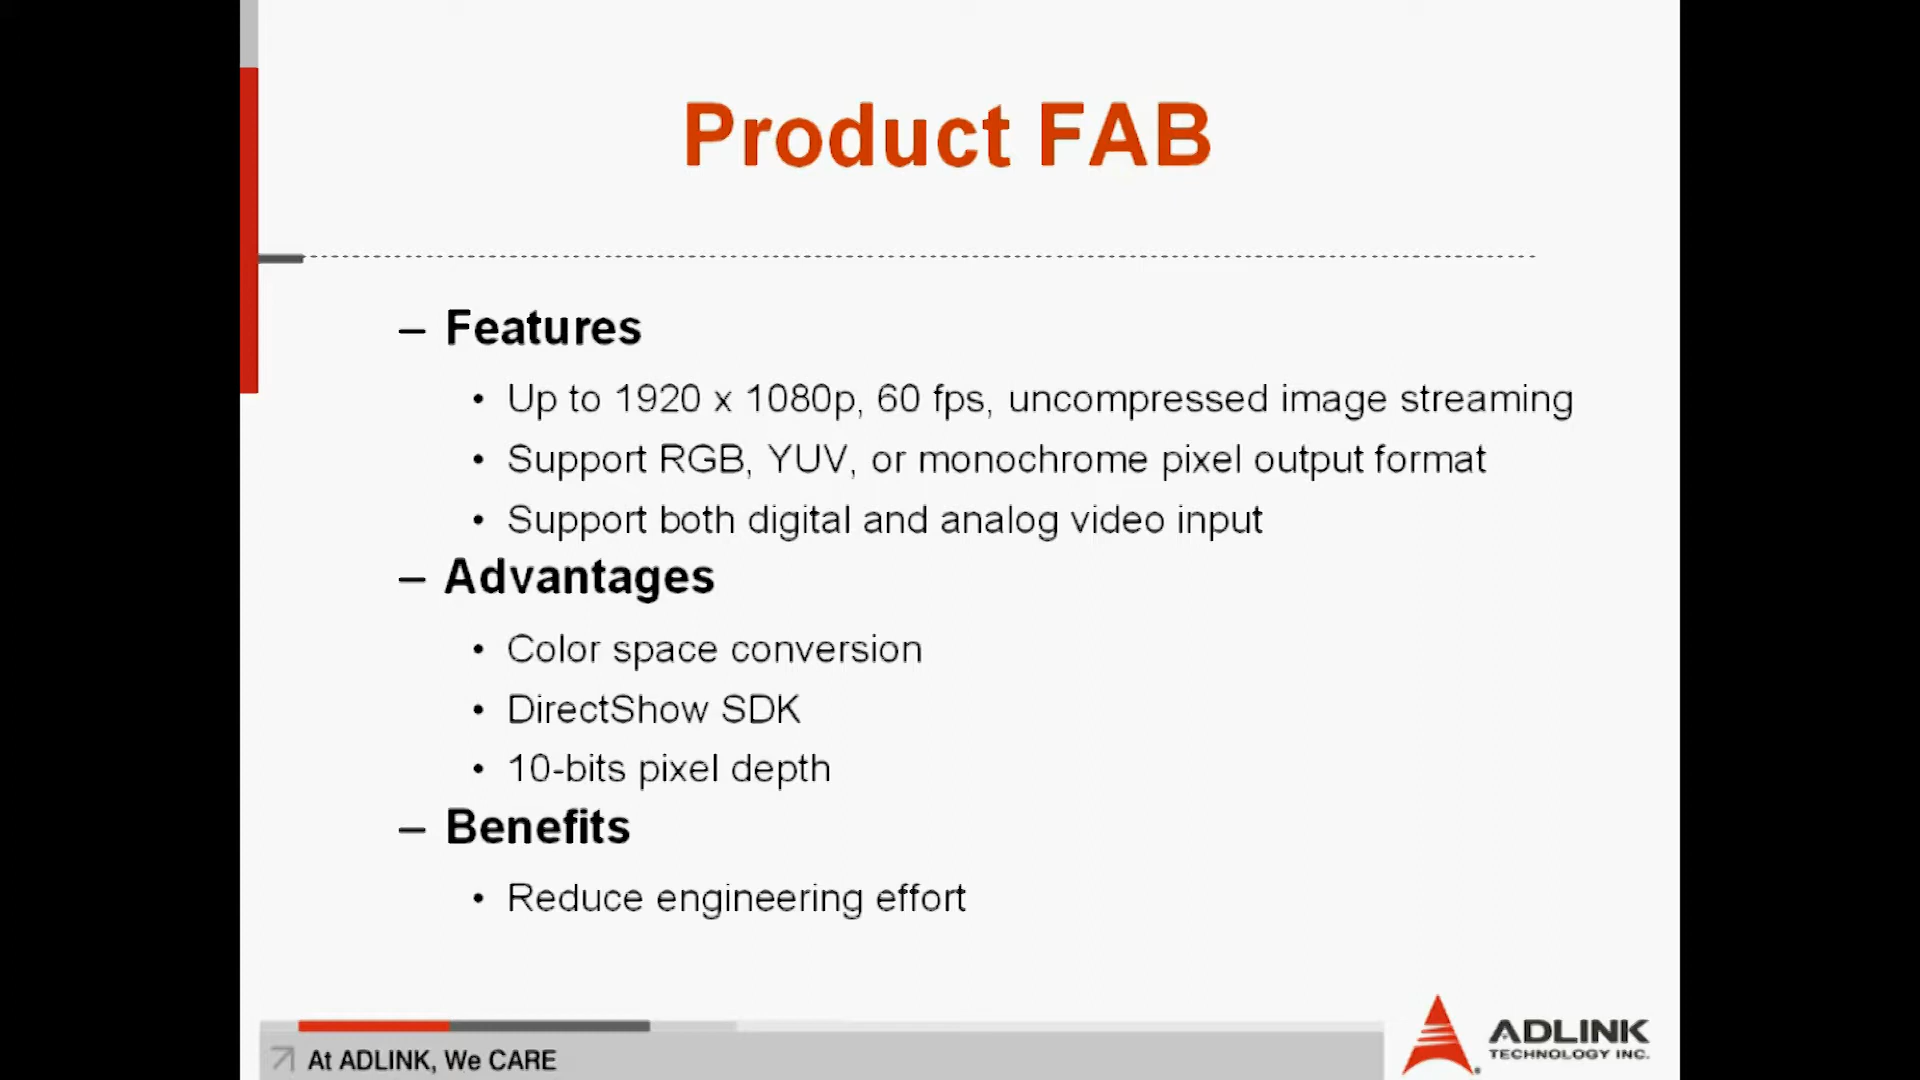 Product FAB
– Features
• Up to 1920 x 1080p, 60 fps, uncompressed image streaming
• Support RGB, YUV, or monochrome pixel output format
• Support both digital and analog video input
– Advantages
• Color space conversion
• DirectShow SDK
• 10-bits pixel depth
– Benefits
• Reduce engineering effort
At ADLINK, We CARE
ADLINK
TECHNOLOGY INC.